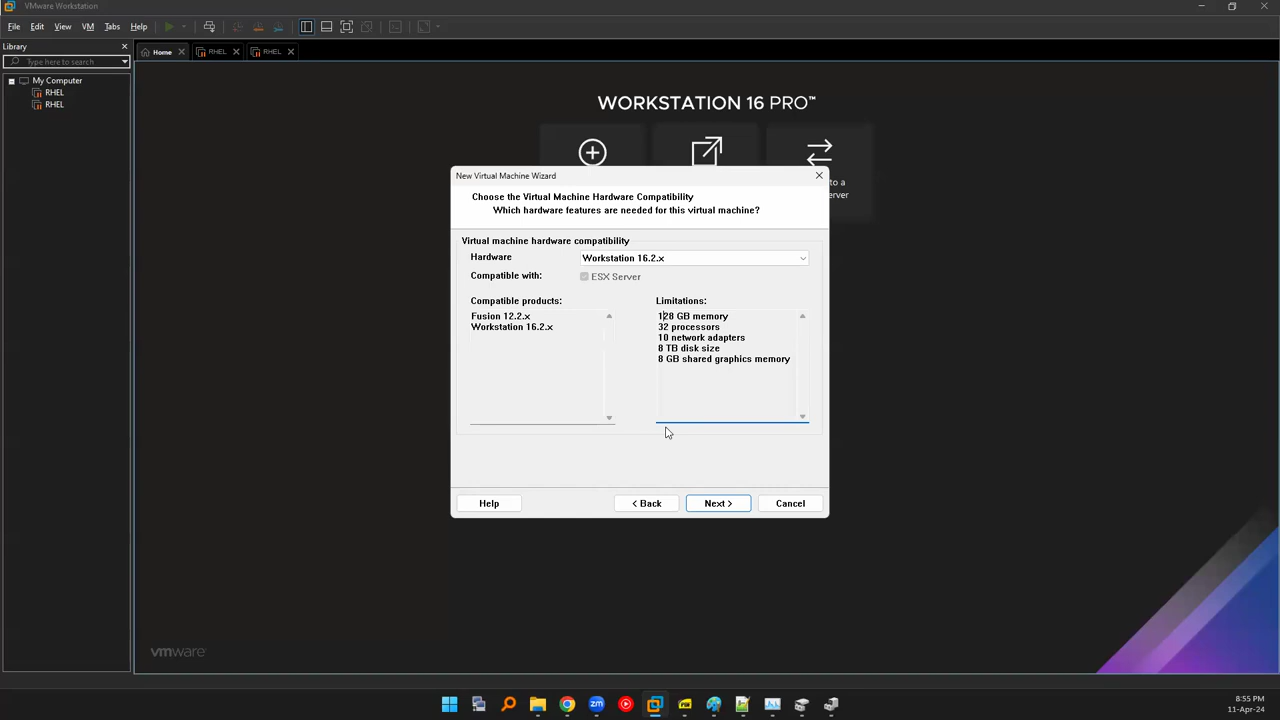 VMware Workstation
File Edit View VM Tabs Help
Library
Type here to search
My Computer
RHEL
RHEL
Home RHEL RHEL
WORKSTATION 16 PRO™
to a
erver
New Virtual Machine Wizard
Choose the Virtual Machine Hardware Compatibility
Which hardware features are needed for this virtual machine?
Virtual machine hardware compatibility
Hardware Workstation 16.2.x
Compatible with: ESX Server
Compatible products:
Fusion 12.2.x
Workstation 16.2.x
Limitations:
128 GB memory
32 processors
10 network adapters
8 TB disk size
8 GB shared graphics memory
Help < Back Next > Cancel
vmware
zm
8:55 PM
11-Apr-24